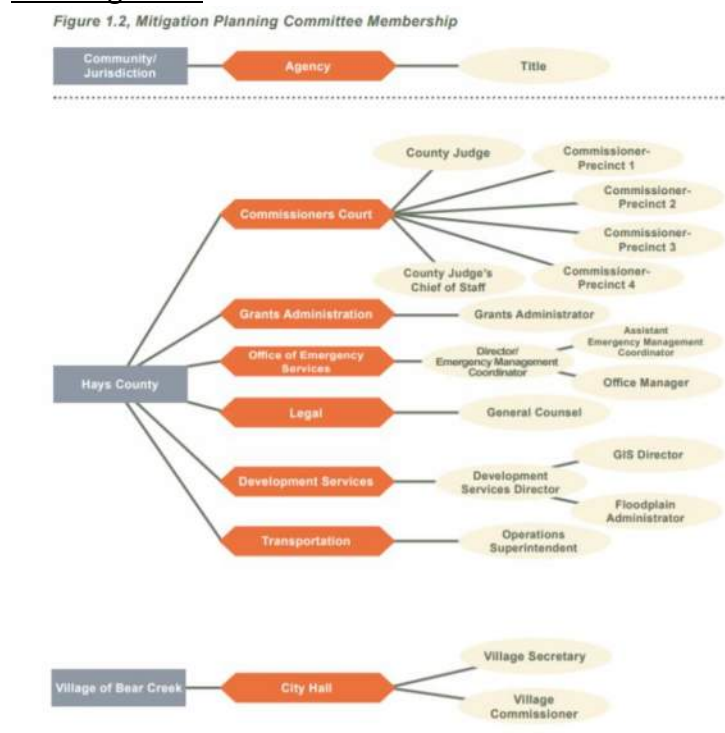 Figure 1.2, Mitigation Planning Committee Membership
Community/
Jurisdiction
Agency
Title
County Judge
Commissioner-
Precinct 1
Commissioner-
Precinct 2
Commissioners Court
Commissioner-
Precinct 3
County Judge's
Chief of Staff
Commissioner-
Precinct 4
Grants Administration
Grants Administrator
Assistant
Emergency Management
Coordinator
Office of Emergency
Services
Director/
Emergency Management
Coordinator
Office Manager
Hays County
Legal
General Counsel
GIS Director
Development Services
Development
Services Director
Floodplain
Administrator
Transportation
Operations
Superintendent
Village Secretary
Village of Bear Creek
City Hall
Village
Commissioner